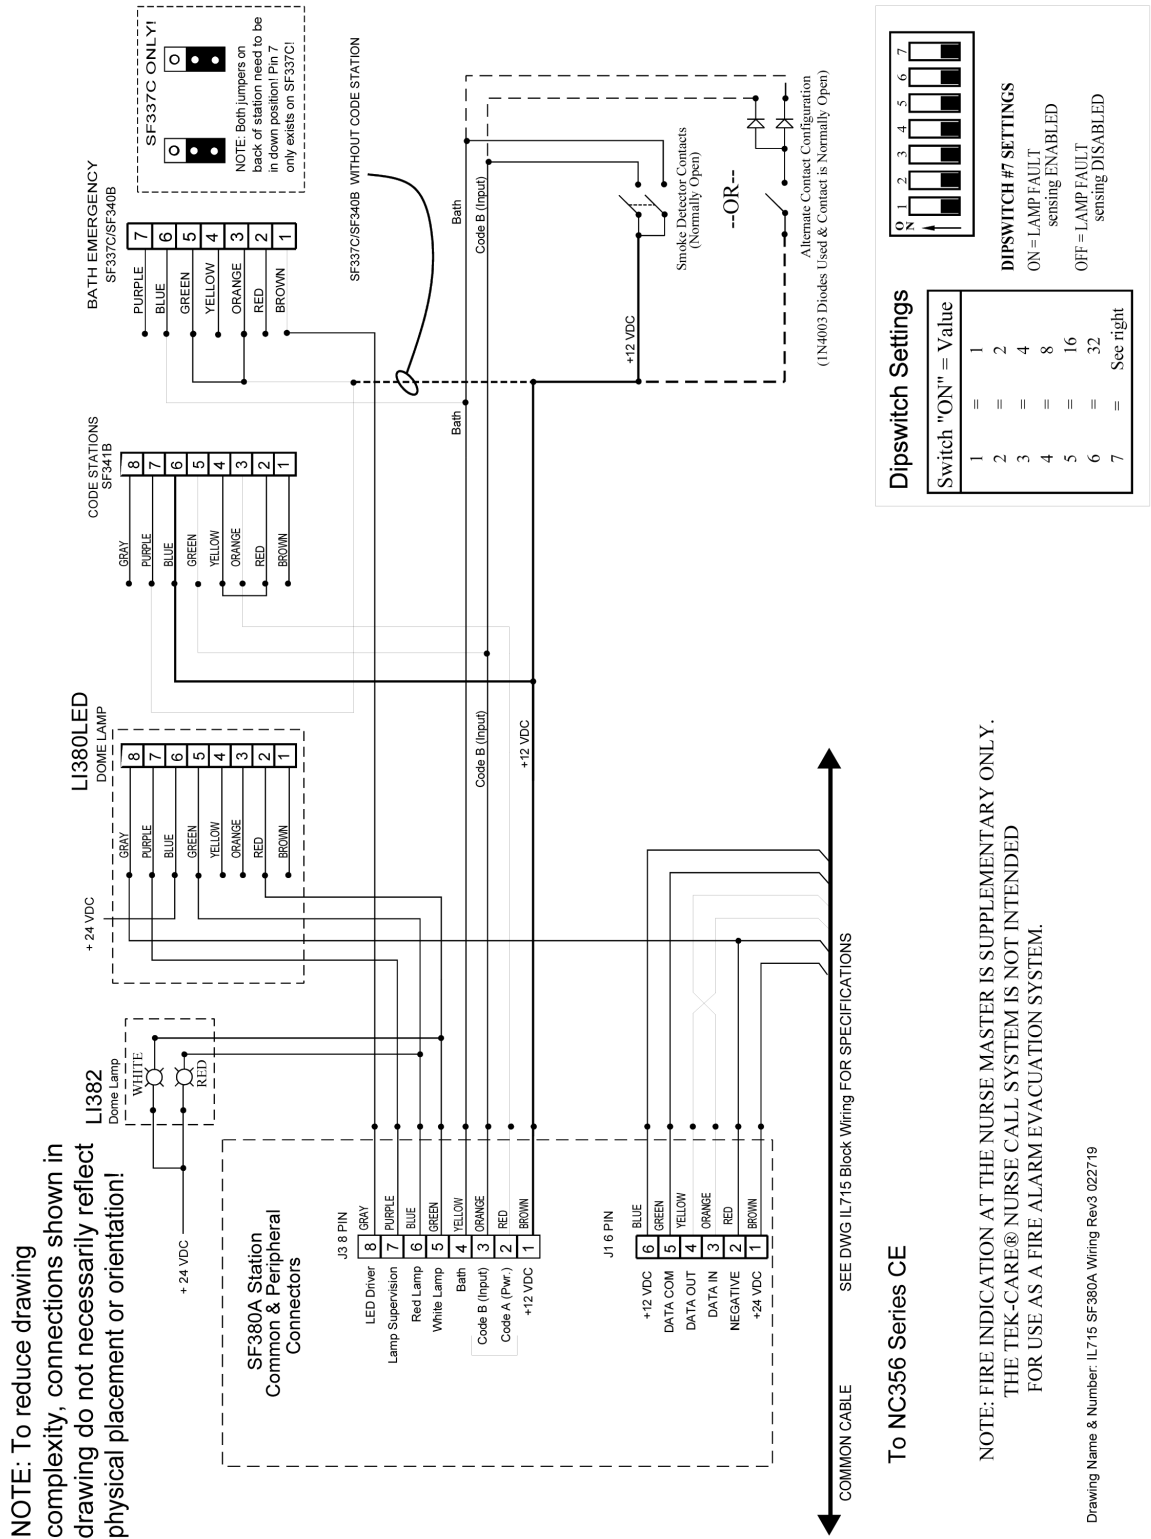 NOTE: To reduce drawing
complexity, connections shown in
drawing do not necessarily reflect
physical placement or orientation!
LI382
Dome Lamp
WHITE
RED
+ 24 VDC
LI380LED
DOME LAMP
8
7
6
5
4
3
2
1
GRAY
PURPLE
BLUE
GREEN
YELLOW
ORANGE
RED
BROWN
+ 24 VDC
CODE STATIONS
SF341B
8
7
6
5
4
3
2
1
GRAY
PURPLE
BLUE
GREEN
YELLOW
ORANGE
RED
BROWN
BATH EMERGENCY
SF337C/SF340B
7
6
5
4
3
2
1
PURPLE
BLUE
GREEN
YELLOW
ORANGE
RED
BROWN
SF337C ONLY!
NOTE: Both jumpers on
back of station need to be
in down position! Pin 7
only exists on SF337C!
SF337C/SF340B WITHOUT CODE STATION
SF380A Station
Common & Peripheral
Connectors
J3 8 PIN
LED Driver 8 GRAY
Lamp Supervision 7 PURPLE
Red Lamp 6 BLUE
White Lamp 5 GREEN
Bath 4 YELLOW
Code B (Input) 3 ORANGE
Code A (Pwr.) 2 RED
+12 VDC 1 BROWN
J1 6 PIN
+12 VDC 6 BLUE
DATA COM 5 GREEN
DATA OUT 4 YELLOW
DATA IN 3 ORANGE
NEGATIVE 2 RED
+24 VDC 1 BROWN
Code B (Input)
+12 VDC
Bath
Bath
Code B (Input)
+12 VDC
Smoke Detector Contacts
(Normally Open)
--OR--
Alternate Contact Configuration
(1N4003 Diodes Used & Contact is Normally Open)
COMMON CABLE
SEE DWG IL715 Block Wiring FOR SPECIFICATIONS
To NC356 Series CE
Dipswitch Settings
Switch "ON" = Value
1 = 1
2 = 2
3 = 4
4 = 8
5 = 16
6 = 32
7 = See right
ON
1 2 3 4 5 6 7
DIPSWITCH #7 SETTINGS
ON = LAMP FAULT
sensing ENABLED
OFF = LAMP FAULT
sensing DISABLED
NOTE: FIRE INDICATION AT THE NURSE MASTER IS SUPPLEMENTARY ONLY.
THE TEK-CARE® NURSE CALL SYSTEM IS NOT INTENDED
FOR USE AS A FIRE ALARM EVACUATION SYSTEM.
Drawing Name & Number: IL715 SF380A Wiring Rev3 022719